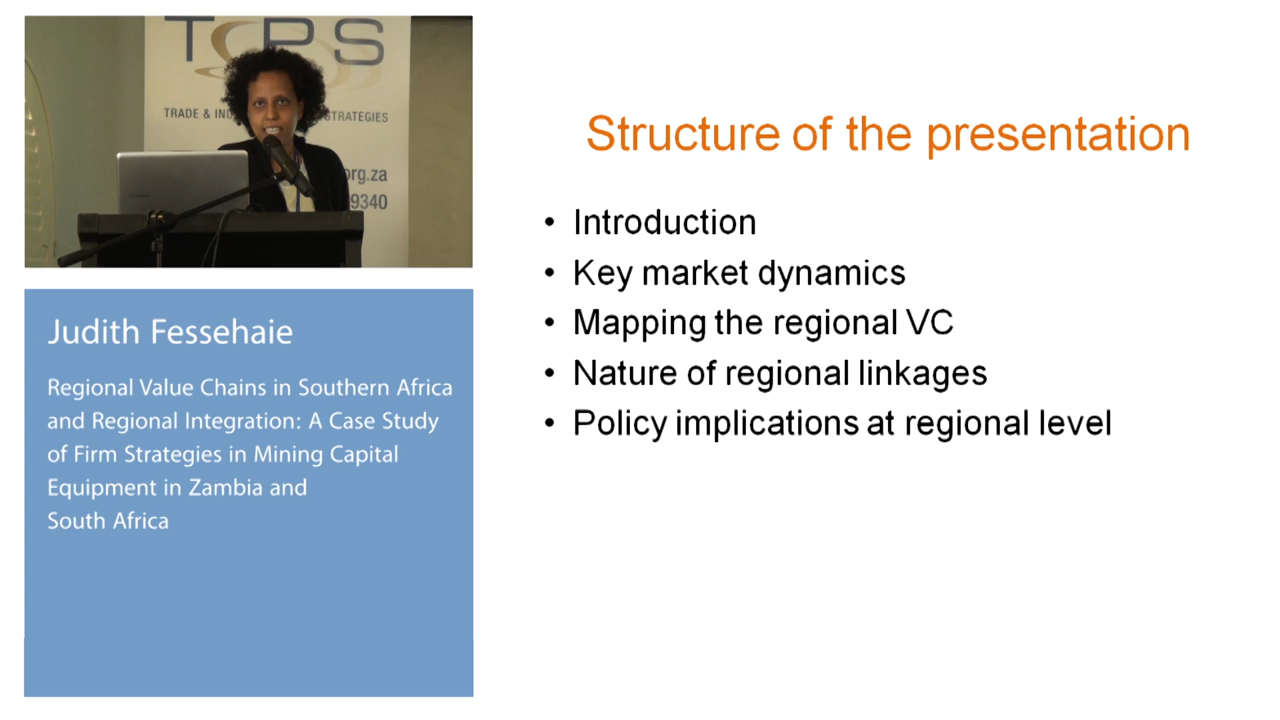 TIPS
TRADE & IND STRATEGIES
org.za
9340
Judith Fessehaie
Regional Value Chains in Southern Africa
and Regional Integration: A Case Study
of Firm Strategies in Mining Capital
Equipment in Zambia and
South Africa
Structure of the presentation
• Introduction
• Key market dynamics
• Mapping the regional VC
• Nature of regional linkages
• Policy implications at regional level